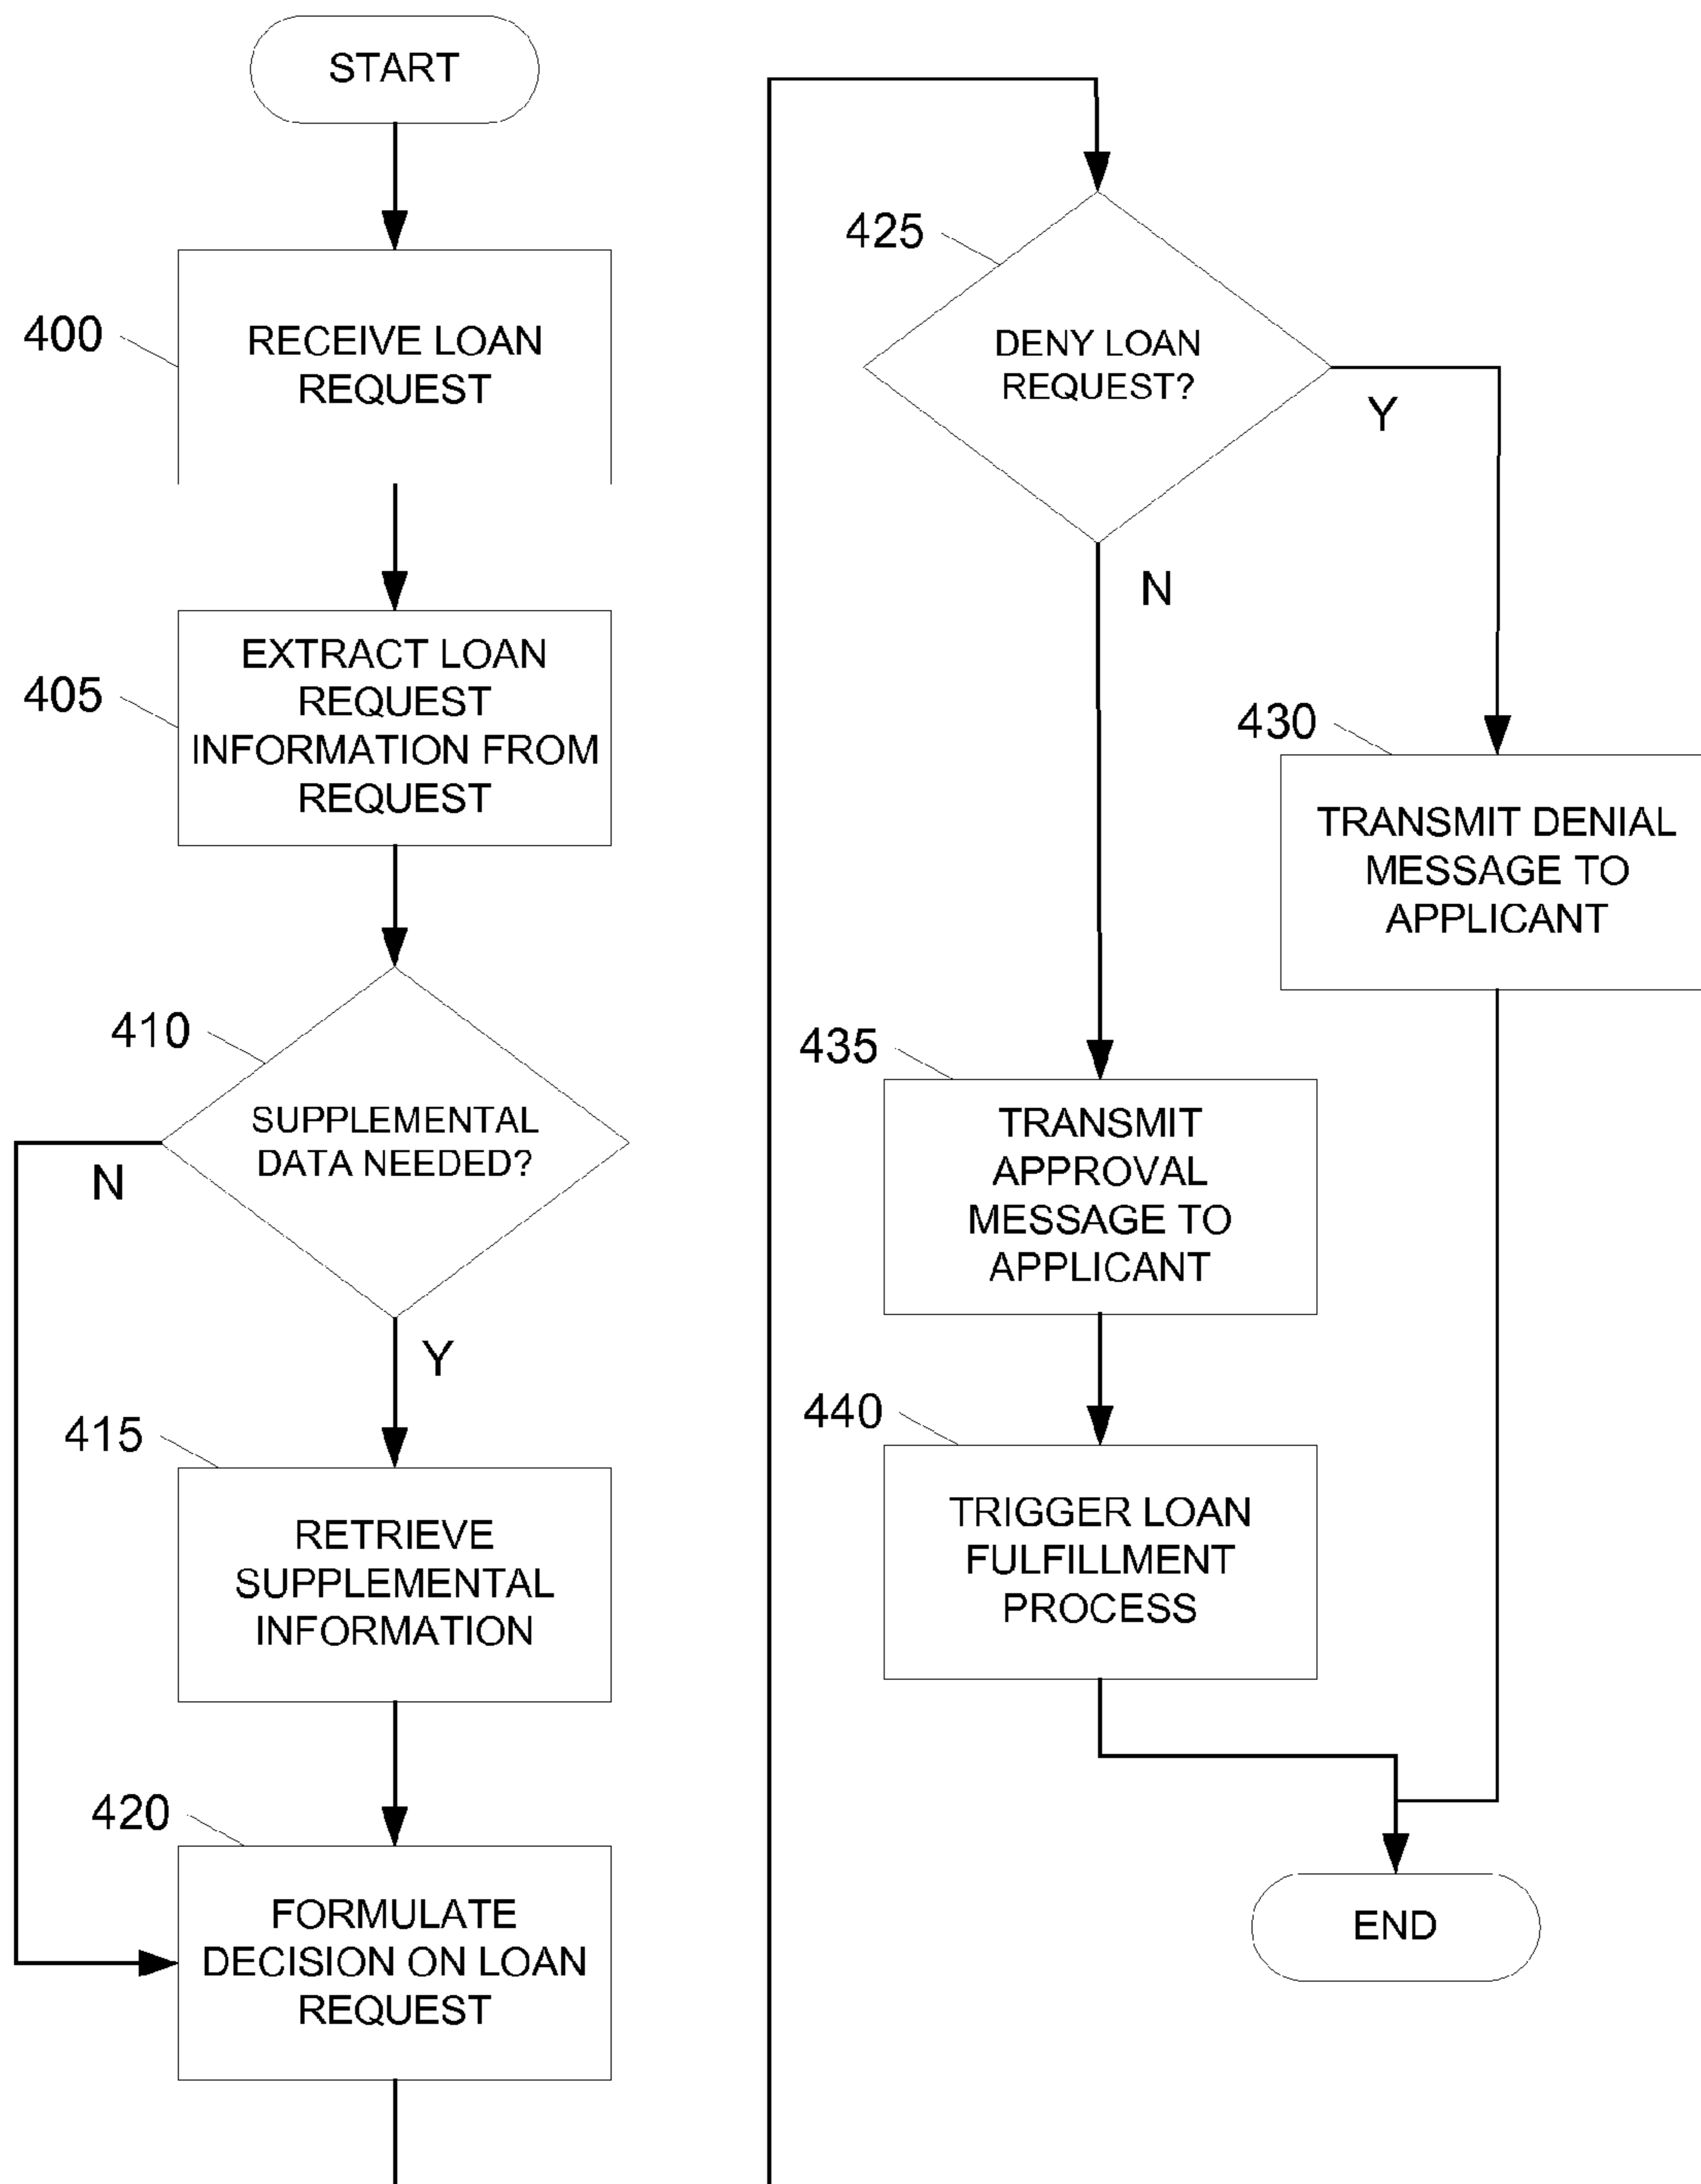 START
400
RECEIVE LOAN
REQUEST
405
EXTRACT LOAN
REQUEST
INFORMATION FROM
REQUEST
410
SUPPLEMENTAL
DATA NEEDED?
N
Y
415
RETRIEVE
SUPPLEMENTAL
INFORMATION
420
FORMULATE
DECISION ON LOAN
REQUEST
425
DENY LOAN
REQUEST?
Y
N
430
TRANSMIT DENIAL
MESSAGE TO
APPLICANT
435
TRANSMIT
APPROVAL
MESSAGE TO
APPLICANT
440
TRIGGER LOAN
FULFILLMENT
PROCESS
END